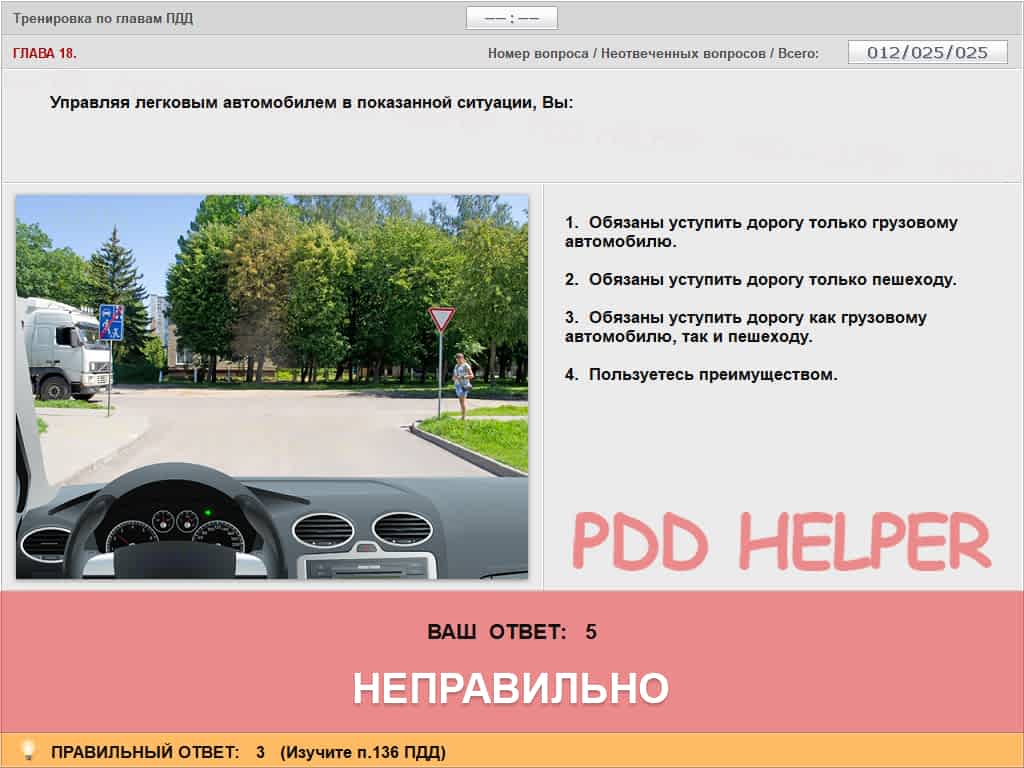 Тренировка по главам ПДД
−− : −−
ГЛАВА 18.
Номер вопроса / Неотвеченных вопросов / Всего:
012/025/025
Управляя легковым автомобилем в показанной ситуации, Вы:
1. Обязаны уступить дорогу только грузовому
автомобилю.
2. Обязаны уступить дорогу только пешеходу.
3. Обязаны уступить дорогу как грузовому
автомобилю, так и пешеходу.
4. Пользуетесь преимуществом.
PDD HELPER
ВАШ ОТВЕТ: 5
НЕПРАВИЛЬНО
ПРАВИЛЬНЫЙ ОТВЕТ: 3 (Изучите п.136 ПДД)